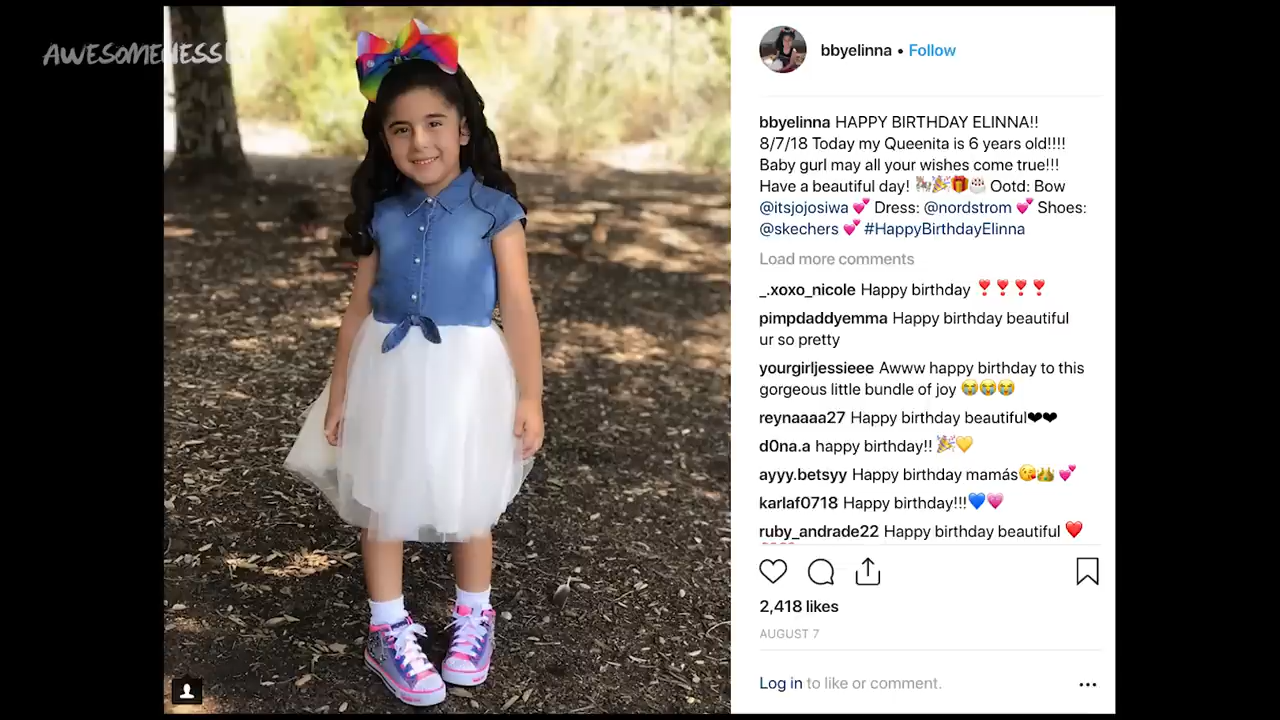 AWESOMENESS
bbyelinna • Follow
bbyelinna HAPPY BIRTHDAY ELINNA!!
8/7/18 Today my Queenita is 6 years old!!!!
Baby gurl may all your wishes come true!!!
Have a beautiful day! 🎠🎉🎁🎂 Ootd: Bow
@itsjojosiwa 💕 Dress: @nordstrom 💕 Shoes:
@skechers 💕 #HappyBirthdayElinna
Load more comments
_.xoxo_nicole Happy birthday ❣️❣️❣️❣️
pimpdaddyemma Happy birthday beautiful
ur so pretty
yourgirljessieee Awww happy birthday to this
gorgeous little bundle of joy 😭😭😭
reynaaaa27 Happy birthday beautiful❤❤
d0na.a happy birthday!! 🎉💛
ayyy.betsyy Happy birthday mamás😘👑💕
karlaf0718 Happy birthday!!!💙💗
ruby_andrade22 Happy birthday beautiful ❤️
2,418 likes
AUGUST 7
Log in to like or comment.